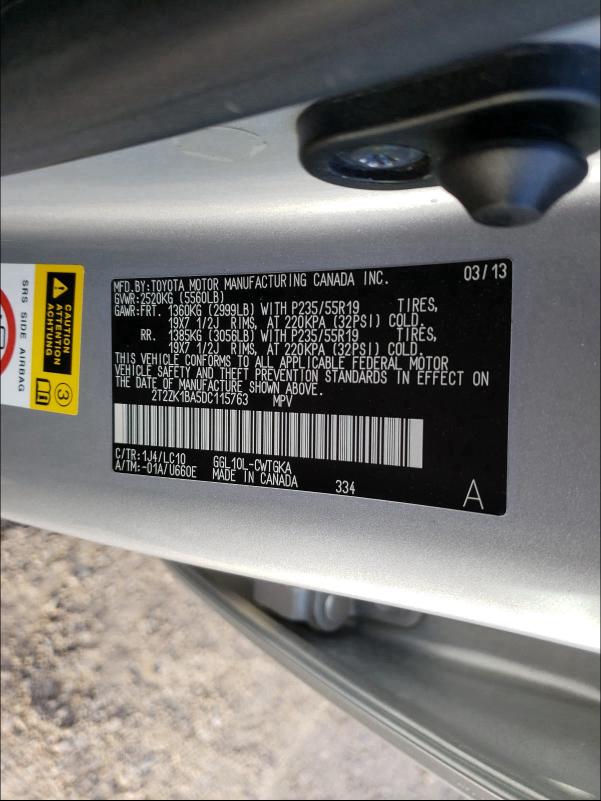 MFD.BY:TOYOTA MOTOR MANUFACTURING CANADA INC. 03/13
GVWR:2520KG (5560LB)
GAWR:FRT. 1360KG (2999LB) WITH P235/55R19 TIRES,
19X7 1/2J RIMS, AT 220KPA (32PSI) COLD.
RR. 1385KG (3056LB) WITH P235/55R19 TIRES,
19X7 1/2J RIMS, AT 220KPA (32PSI) COLD.
THIS VEHICLE CONFORMS TO ALL APPLICABLE FEDERAL MOTOR
VEHICLE SAFETY AND THEFT PREVENTION STANDARDS IN EFFECT ON
THE DATE OF MANUFACTURE SHOWN ABOVE.
2T2ZK1BA5DC115763 MPV
C/TR:1J4/LC10 GGL10L-CWTGKA
A/TM:-01A/U660E MADE IN CANADA 334
A
CAUTION
ATTENTION
ACHTUNG
3
SRS SIDE AIRBAG